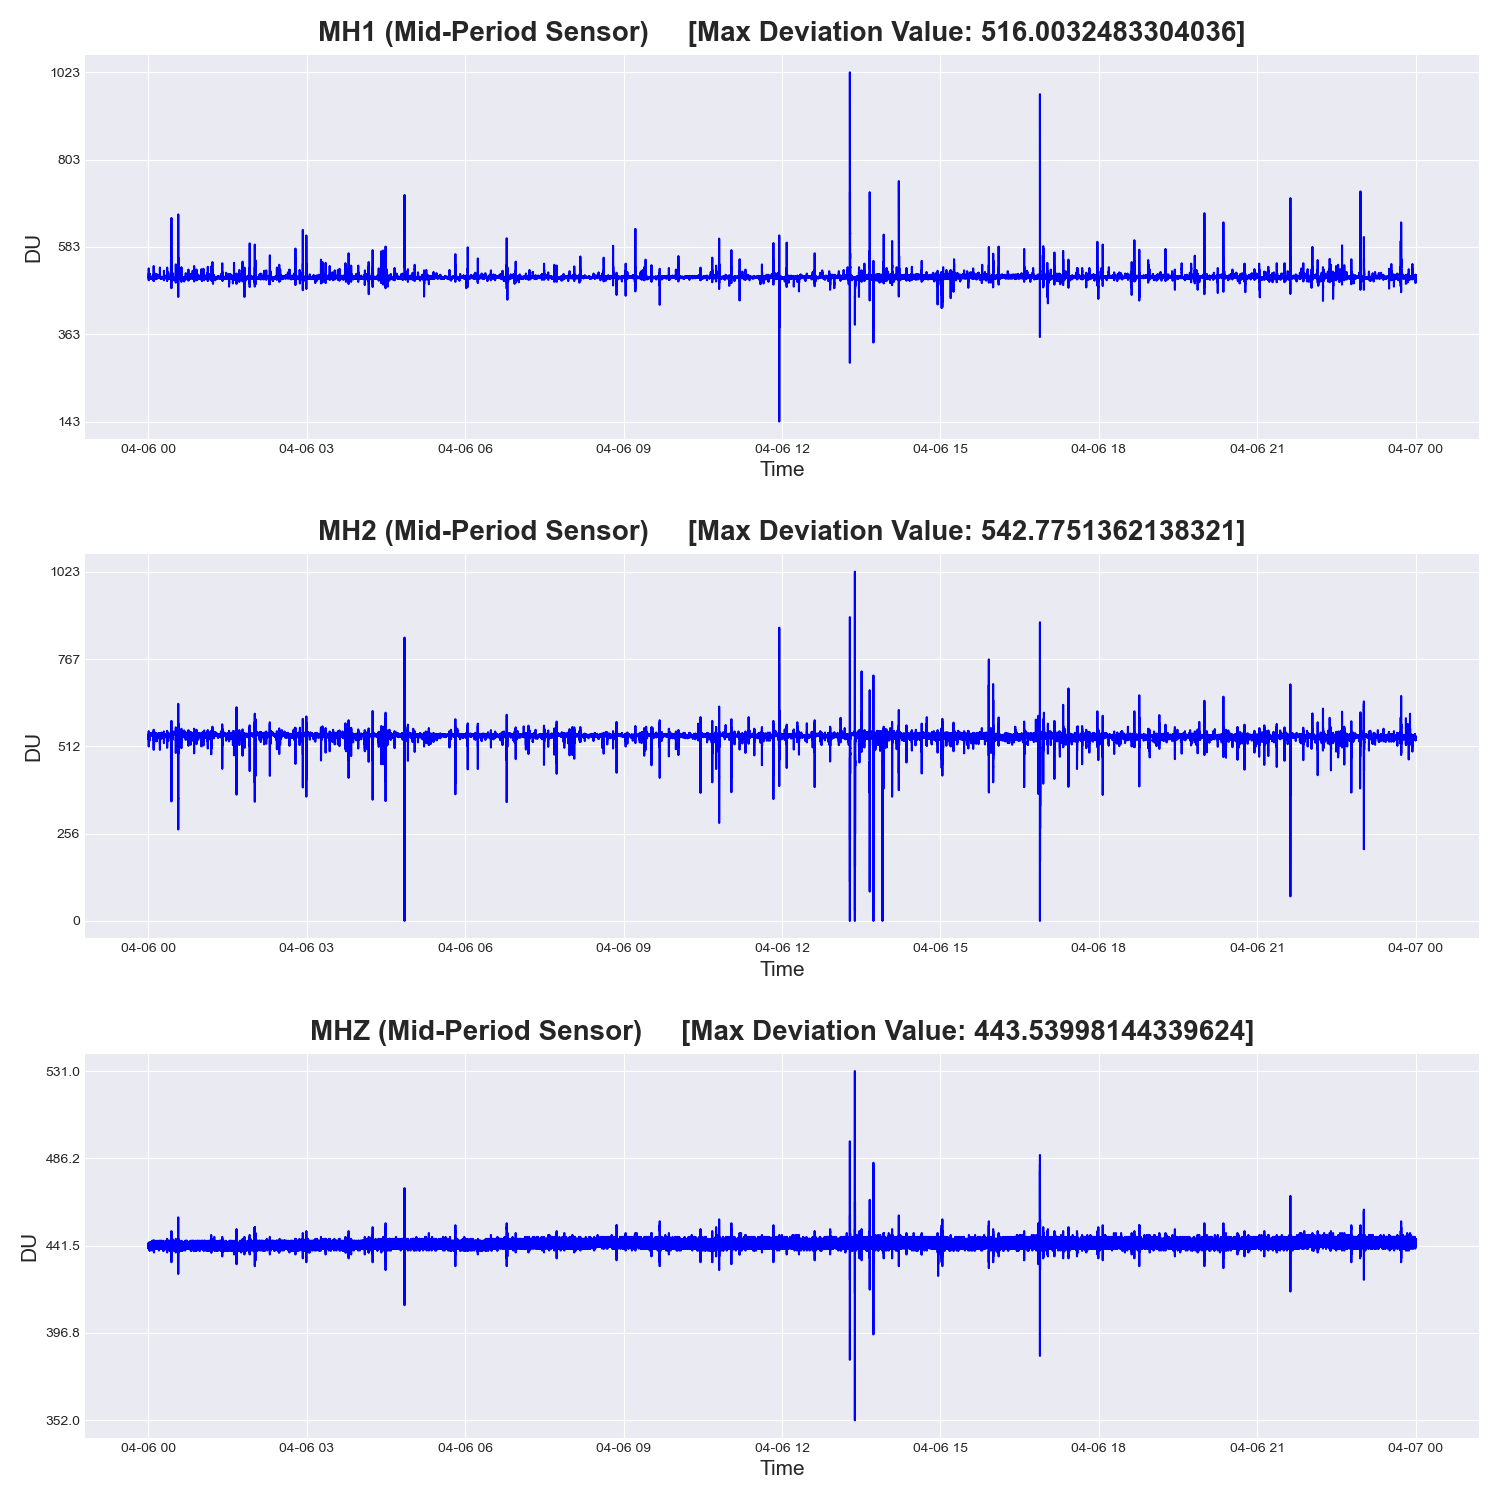 MH1 (Mid-Period Sensor) [Max Deviation Value: 516.0032483304036]
1023
803
583
363
143
DU
04-06 00 04-06 03 04-06 06 04-06 09 04-06 12 04-06 15 04-06 18 04-06 21 04-07 00
Time
MH2 (Mid-Period Sensor) [Max Deviation Value: 542.7751362138321]
1023
767
512
256
0
DU
04-06 00 04-06 03 04-06 06 04-06 09 04-06 12 04-06 15 04-06 18 04-06 21 04-07 00
Time
MHZ (Mid-Period Sensor) [Max Deviation Value: 443.53998144339624]
531.0
486.2
441.5
396.8
352.0
DU
04-06 00 04-06 03 04-06 06 04-06 09 04-06 12 04-06 15 04-06 18 04-06 21 04-07 00
Time